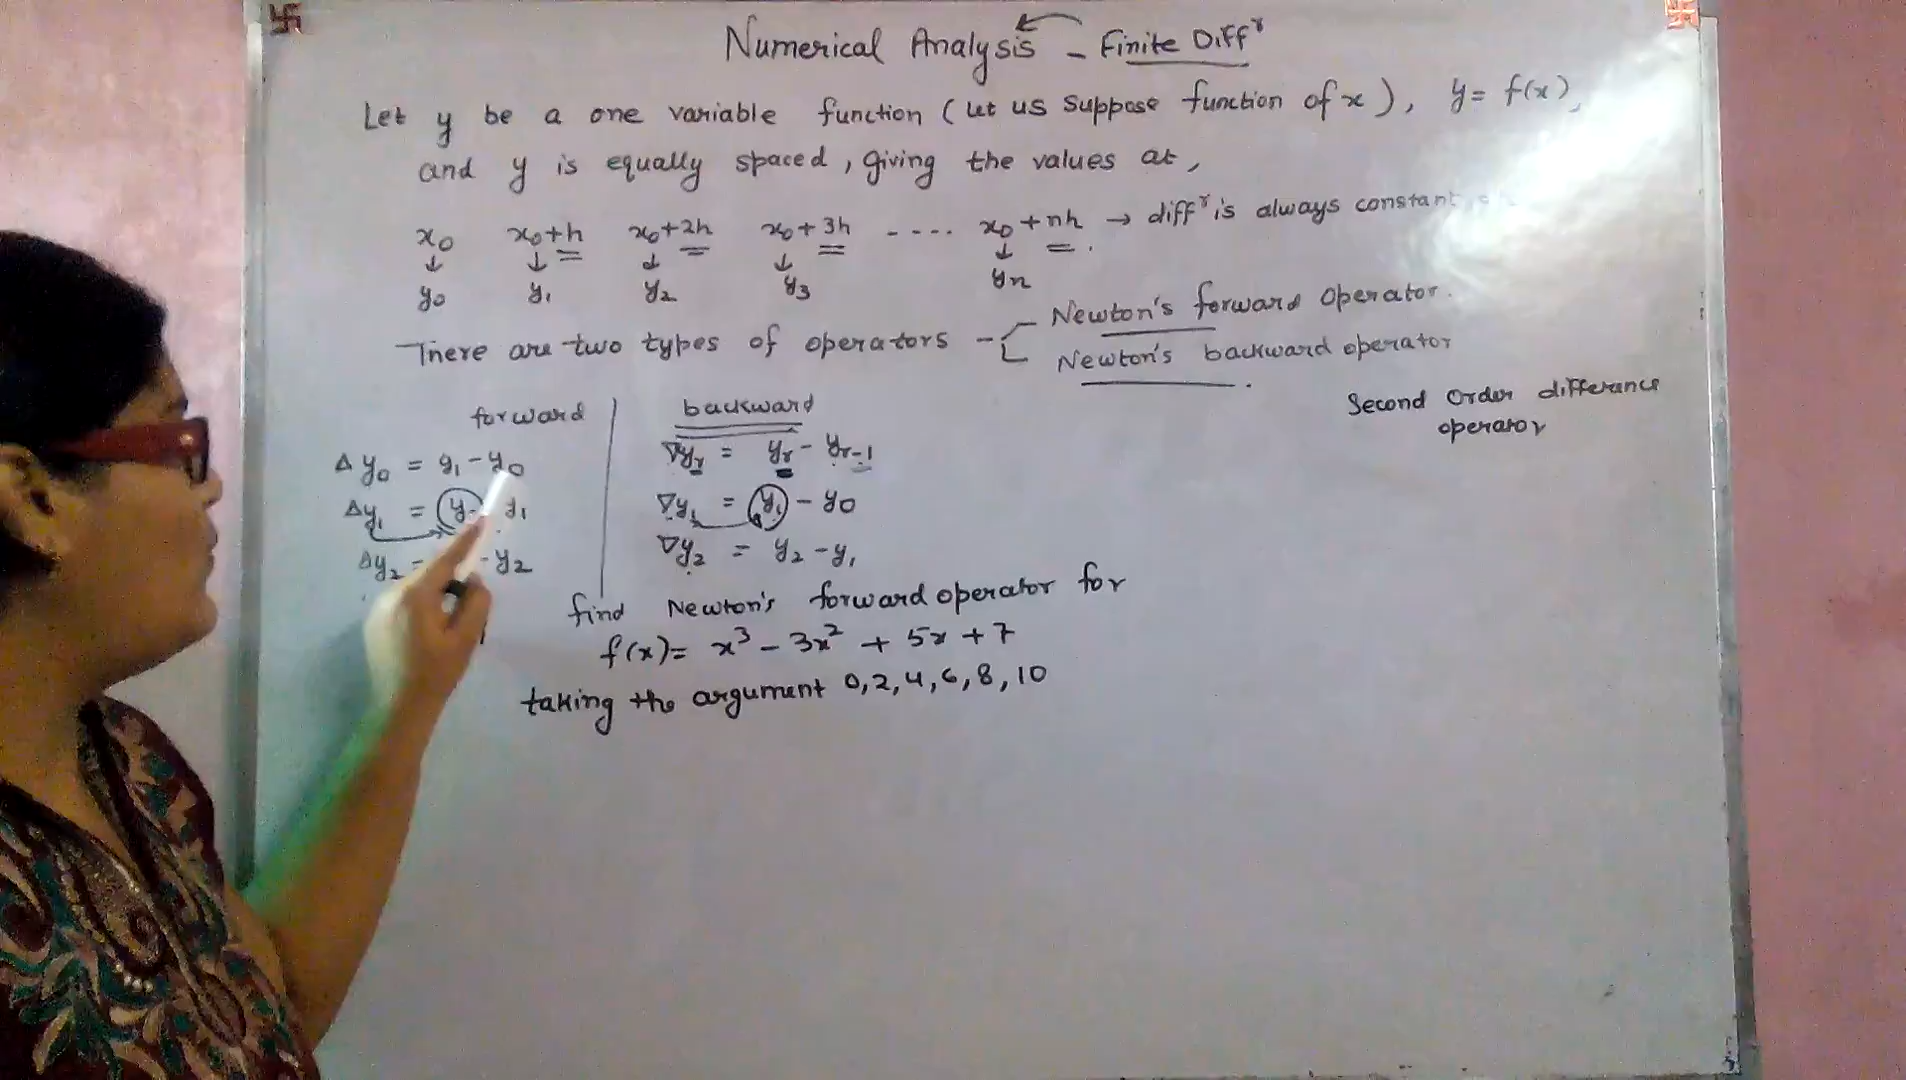 Numerical Analysis - Finite Diffʳ
Let y be a one variable function (let us suppose function of x), y = f(x),
and y is equally spaced, giving the values at,
x₀ x₀+h x₀+2h x₀+3h ---- x₀+nh → diffʳ is always constant
↓ ↓ ↓ ↓ ↓
y₀ y₁ y₂ y₃ yn
There are two types of operators - Newton's forward operator.
Newton's backward operator
Second Order difference
operator
forward
Δy₀ = y₁ - y₀
Δy₁ = y y₁
Δy₂ = - y₂
backward
∇yᵣ = yᵣ - yᵣ₋₁
∇y₁ = y₁ - y₀
∇y₂ = y₂ - y₁
find Newton's forward operator for
f(x) = x³ - 3x² + 5x + 7
taking the argument 0,2,4,6,8,10